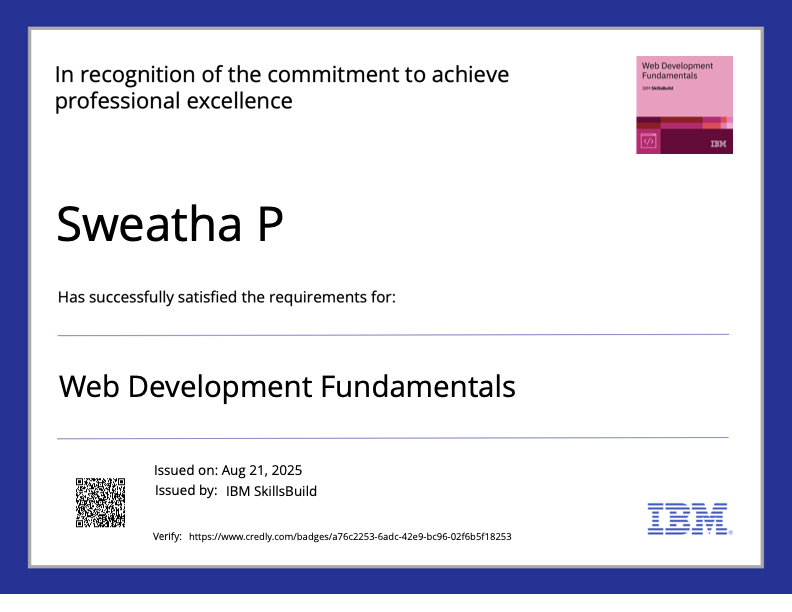 In recognition of the commitment to achieve
professional excellence
Web Development
Fundamentals
IBM SkillsBuild
</>
IBM
Sweatha P
Has successfully satisfied the requirements for:
Web Development Fundamentals
Issued on: Aug 21, 2025
Issued by: IBM SkillsBuild
Verify: https://www.credly.com/badges/a76c2253-6adc-42e9-bc96-02f6b5f18253
IBM®